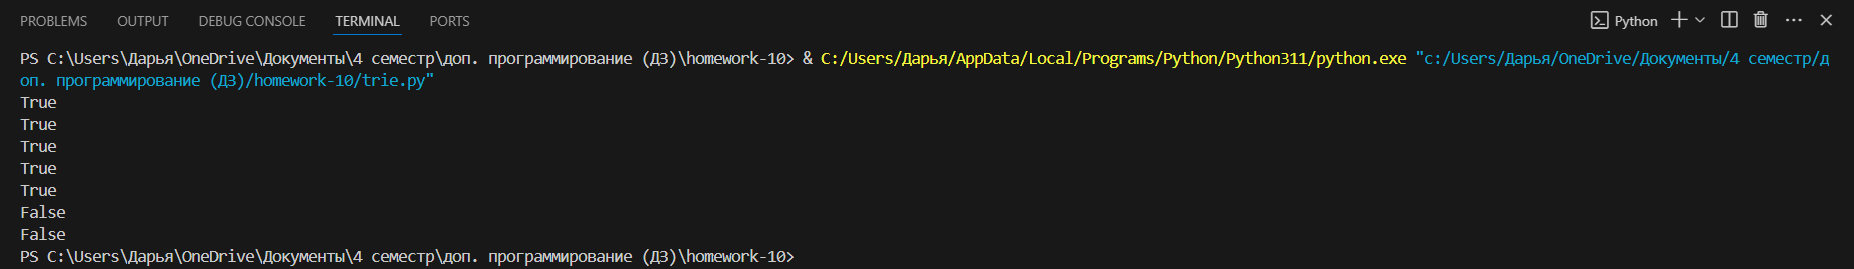 PROBLEMS OUTPUT DEBUG CONSOLE TERMINAL PORTS Python
PS C:\Users\Дарья\OneDrive\Документы\4 семестр\доп. программирование (ДЗ)\homework-10> & C:/Users/Дарья/AppData/Local/Programs/Python/Python311/python.exe "c:/Users/Дарья/OneDrive/Документы/4 семестр/д
оп. программирование (ДЗ)/homework-10/trie.py"
True
True
True
True
True
False
False
PS C:\Users\Дарья\OneDrive\Документы\4 семестр\доп. программирование (ДЗ)\homework-10>